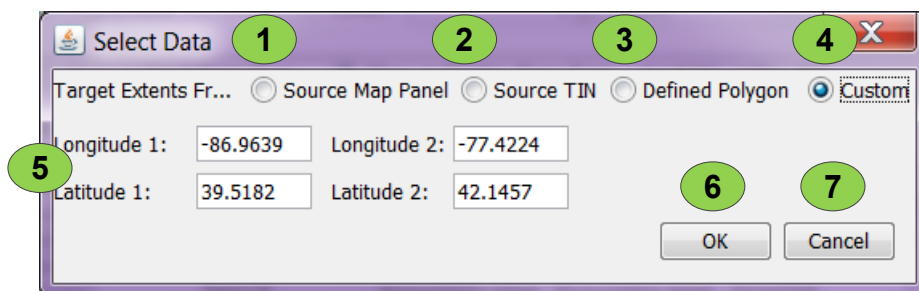 Select Data 1 2 3 4 X
Target Extents Fr... Source Map Panel Source TIN Defined Polygon Custom
Longitude 1: -86.9639 Longitude 2: -77.4224
5
Latitude 1: 39.5182 Latitude 2: 42.1457
6 7
OK Cancel